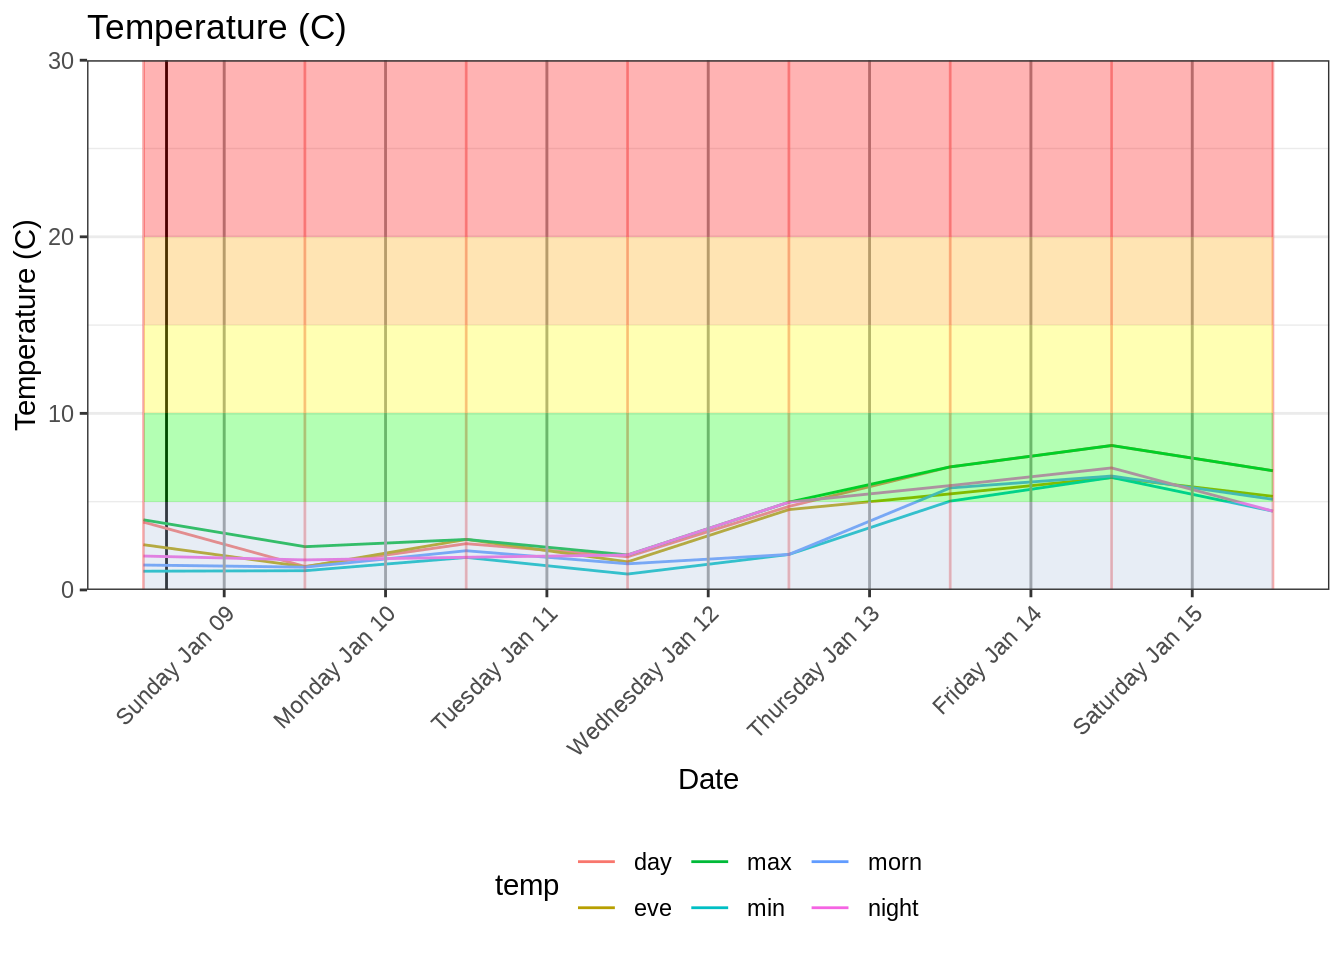 Temperature (C)
Temperature (C)
30
20
10
0
Sunday Jan 09
Monday Jan 10
Tuesday Jan 11
Wednesday Jan 12
Thursday Jan 13
Friday Jan 14
Saturday Jan 15
Date
temp
day
max
morn
eve
min
night